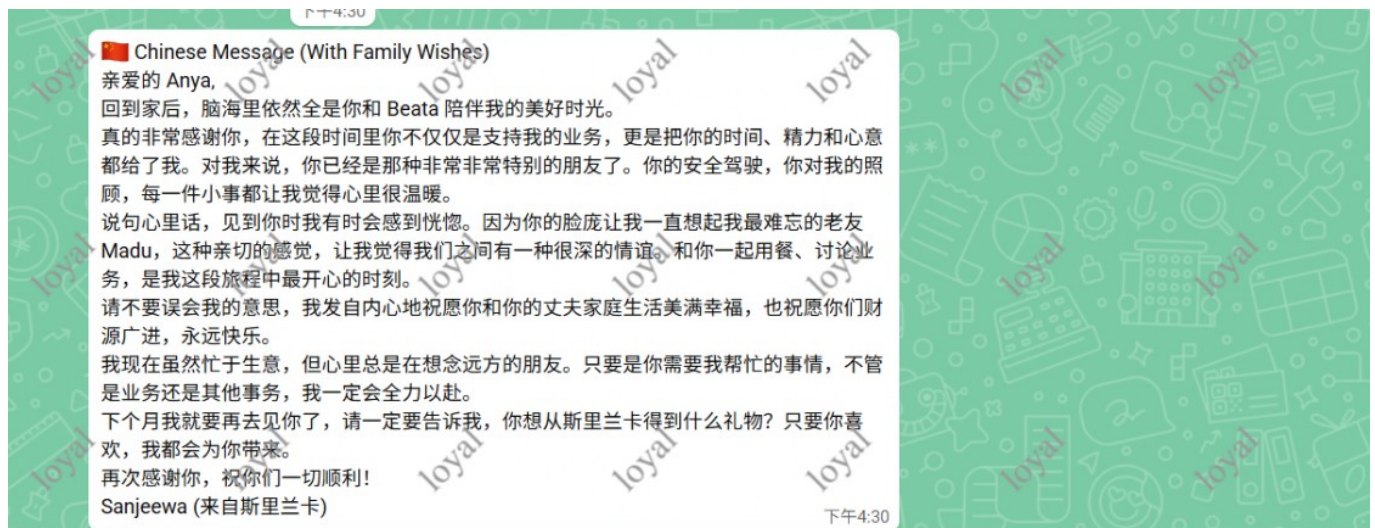 下午4:30
🇨🇳 Chinese Message (With Family Wishes)
亲爱的 Anya,
回到家后，脑海里依然全是你和 Beata 陪伴我的美好时光。
真的非常感谢你，在这段时间里你不仅仅是支持我的业务，更是把你的时间、精力和心意
都给了我。对我来说，你已经是那种非常非常特别的朋友了。你的安全驾驶，你对我的照
顾，每一件小事都让我觉得心里很温暖。
说句心里话，见到你时我有时会感到恍惚。因为你的脸庞让我一直想起我最难忘的老友
Madu，这种亲切的感觉，让我觉得我们之间有一种很深的情谊。和你一起用餐、讨论业
务，是我这段旅程中最开心的时刻。
请不要误会我的意思，我发自内心地祝愿你和你的丈夫家庭生活美满幸福，也祝愿你们财
源广进，永远快乐。
我现在虽然忙于生意，但心里总是在想念远方的朋友。只要是你需要我帮忙的事情，不管
是业务还是其他事务，我一定会全力以赴。
下个月我就要再去见你了，请一定要告诉我，你想从斯里兰卡得到什么礼物？只要你喜
欢，我都会为你带来。
再次感谢你，祝你们一切顺利！
Sanjeewa (来自斯里兰卡)
下午4:30
loyal loyal loyal loyal loyal loyal
loyal loyal loyal loyal loyal loyal
loyal loyal loyal loyal loyal loyal